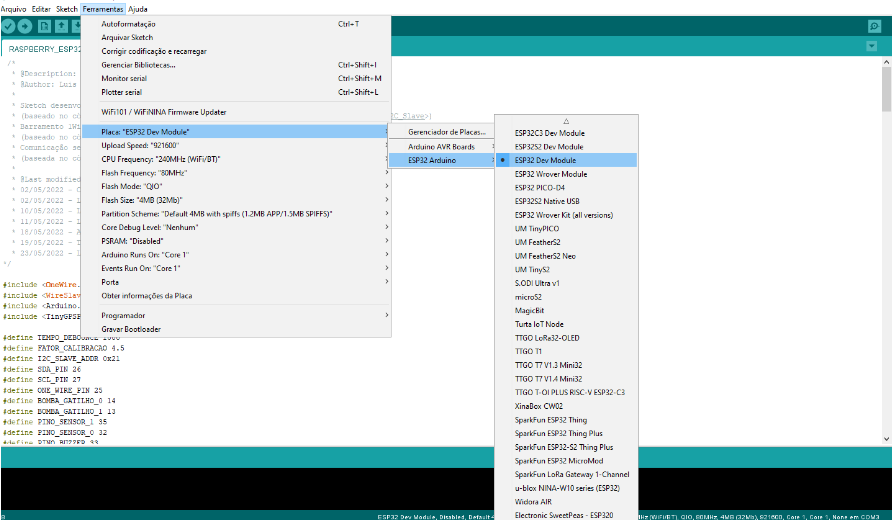 Arquivo Editar Sketch Ferramentas Ajuda
RASPBERRY_ESP32
Autoformatação Ctrl+T
Arquivar Sketch
Corrigir codificação e recarregar
Gerenciar Bibliotecas... Ctrl+Shift+I
Monitor serial Ctrl+Shift+M
Plotter serial Ctrl+Shift+L
WiFi101 / WiFiNINA Firmware Updater
Placa: "ESP32 Dev Module"
Upload Speed: "921600"
CPU Frequency: "240MHz (WiFi/BT)"
Flash Frequency: "80MHz"
Flash Mode: "QIO"
Flash Size: "4MB (32Mb)"
Partition Scheme: "Default 4MB with spiffs (1.2MB APP/1.5MB SPIFFS)"
Core Debug Level: "Nenhum"
PSRAM: "Disabled"
Arduino Runs On: "Core 1"
Events Run On: "Core 1"
Porta
Obter informações da Placa
Programador
Gravar Bootloader
Gerenciador de Placas...
Arduino AVR Boards
ESP32 Arduino
ESP32C3 Dev Module
ESP32S2 Dev Module
ESP32 Dev Module
ESP32 Wrover Module
ESP32 PICO-D4
ESP32S2 Native USB
ESP32 Wrover Kit (all versions)
UM TinyPICO
UM FeatherS2
UM FeatherS2 Neo
UM TinyS2
S.ODI Ultra v1
microS2
MagicBit
Turta IoT Node
TTGO LoRa32-OLED
TTGO T1
TTGO T7 V1.3 Mini32
TTGO T7 V1.4 Mini32
TTGO T-OI PLUS RISC-V ESP32-C3
XinaBox CW02
SparkFun ESP32 Thing
SparkFun ESP32 Thing Plus
SparkFun ESP32-S2 Thing Plus
SparkFun ESP32 MicroMod
SparkFun LoRa Gateway 1-Channel
u-blox NINA-W10 series (ESP32)
Widora AIR
Electronic SweetPeas - ESP320
/*
* @Description:
* @Author: Luis
*
* Sketch desenvo
* (baseado no có 2C_Slave>)
* Barramento 1Wi
* (baseado no có
* Comunicação se
* (baseada no có
*
* @Last modified
* 02/05/2022 -
* 02/05/2022 -
* 10/05/2022 -
* 11/05/2022 -
* 18/05/2022 -
* 19/05/2022 -
* 23/05/2022 -
*/
#include <OneWire.
#include <WireSlav
#include <Arduino.
#include <TinyGPSP
#define TEMPO_DEBOUNCE 1000
#define FATOR_CALIBRACAO 4.5
#define I2C_SLAVE_ADDR 0x21
#define SDA_PIN 26
#define SCL_PIN 27
#define ONE_WIRE_PIN 25
#define BOMBA_GATILHO_0 14
#define BOMBA_GATILHO_1 13
#define PINO_SENSOR_1 35
#define PINO_SENSOR_0 32
#define PINO_BUZZER 33
8 ESP32 Dev Module, Disabled, Default 4 Hz (WiFi/BT), QIO, 80MHz, 4MB (32Mb), 921600, Core 1, Core 1, None em COM3